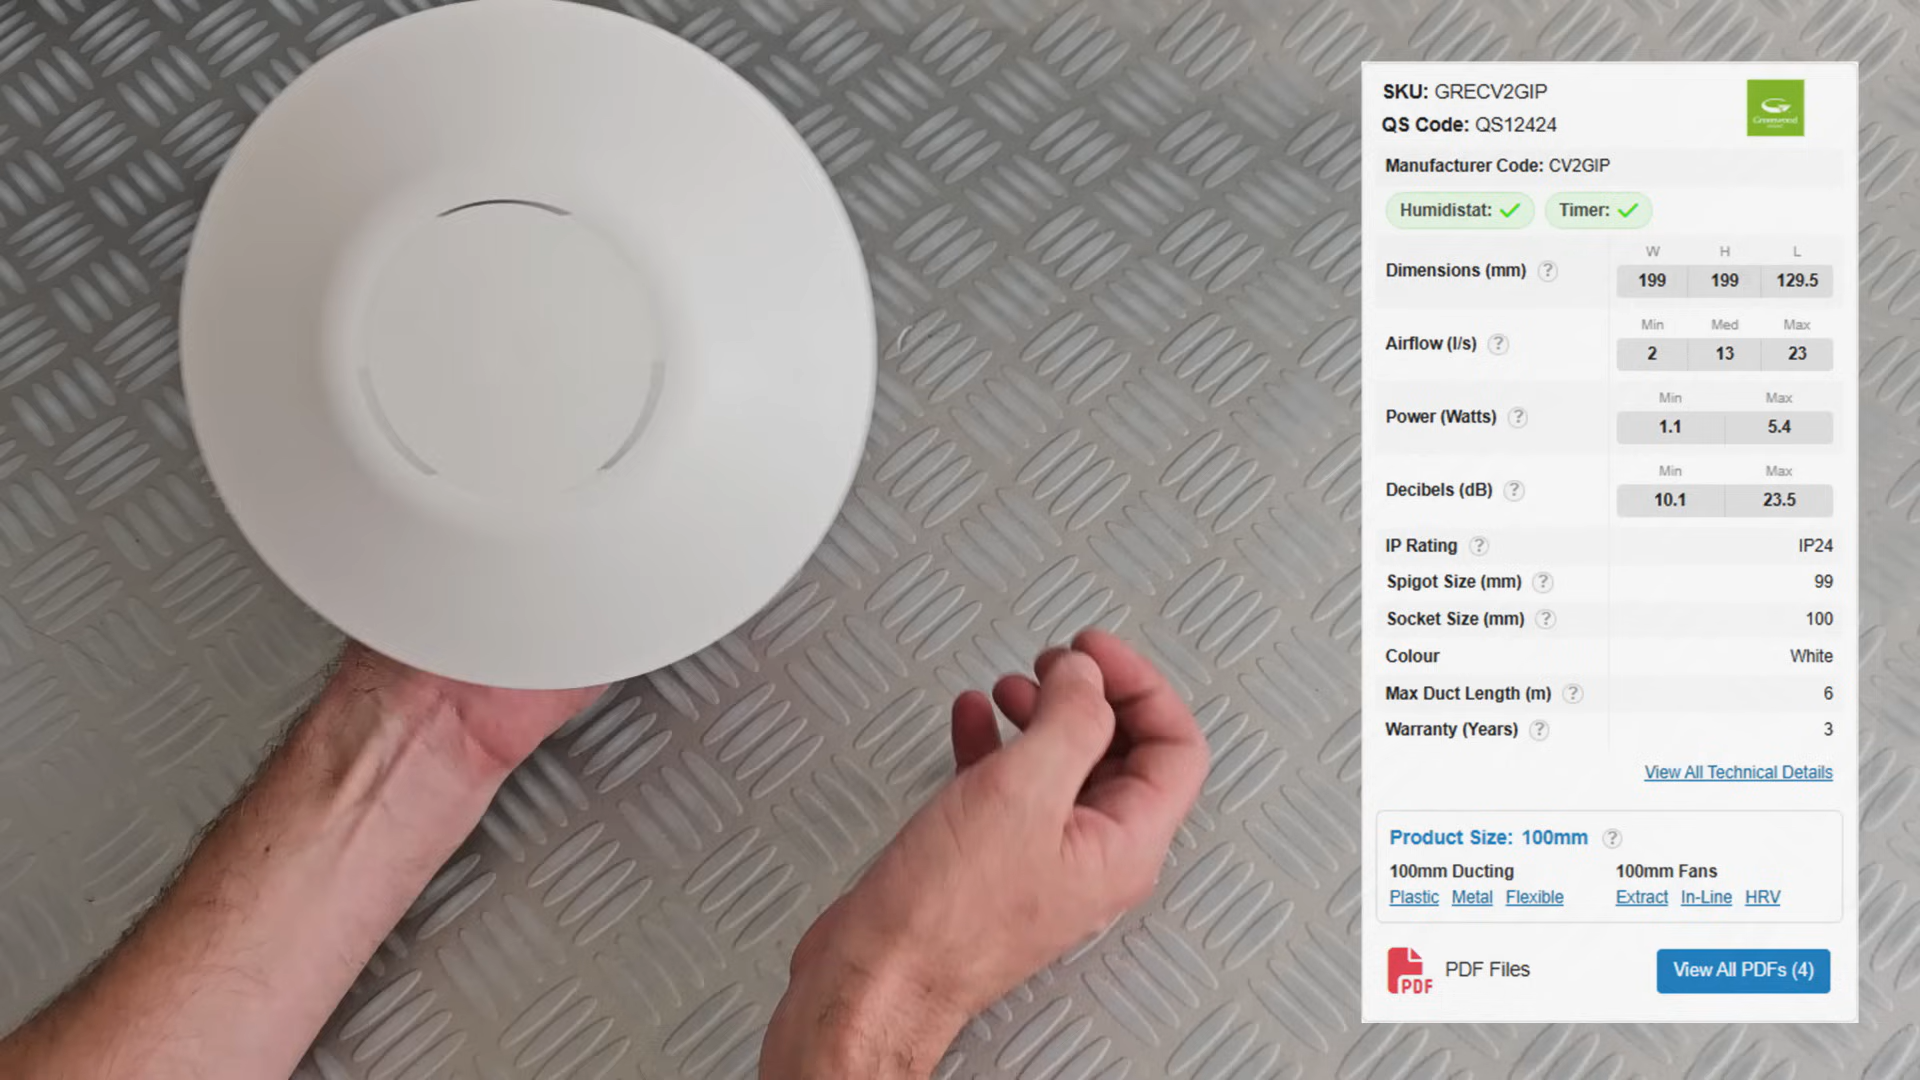 SKU: GRECV2GIP
Greenwood
QS Code: QS12424
Manufacturer Code: CV2GIP
Humidistat: Timer:
W H L
Dimensions (mm) ? 199 199 129.5
Min Med Max
Airflow (l/s) ? 2 13 23
Min Max
Power (Watts) ? 1.1 5.4
Min Max
Decibels (dB) ? 10.1 23.5
IP Rating ? IP24
Spigot Size (mm) ? 99
Socket Size (mm) ? 100
Colour White
Max Duct Length (m) ? 6
Warranty (Years) ? 3
View All Technical Details
Product Size: 100mm ?
100mm Ducting 100mm Fans
Plastic Metal Flexible Extract In-Line HRV
PDF PDF Files View All PDFs (4)